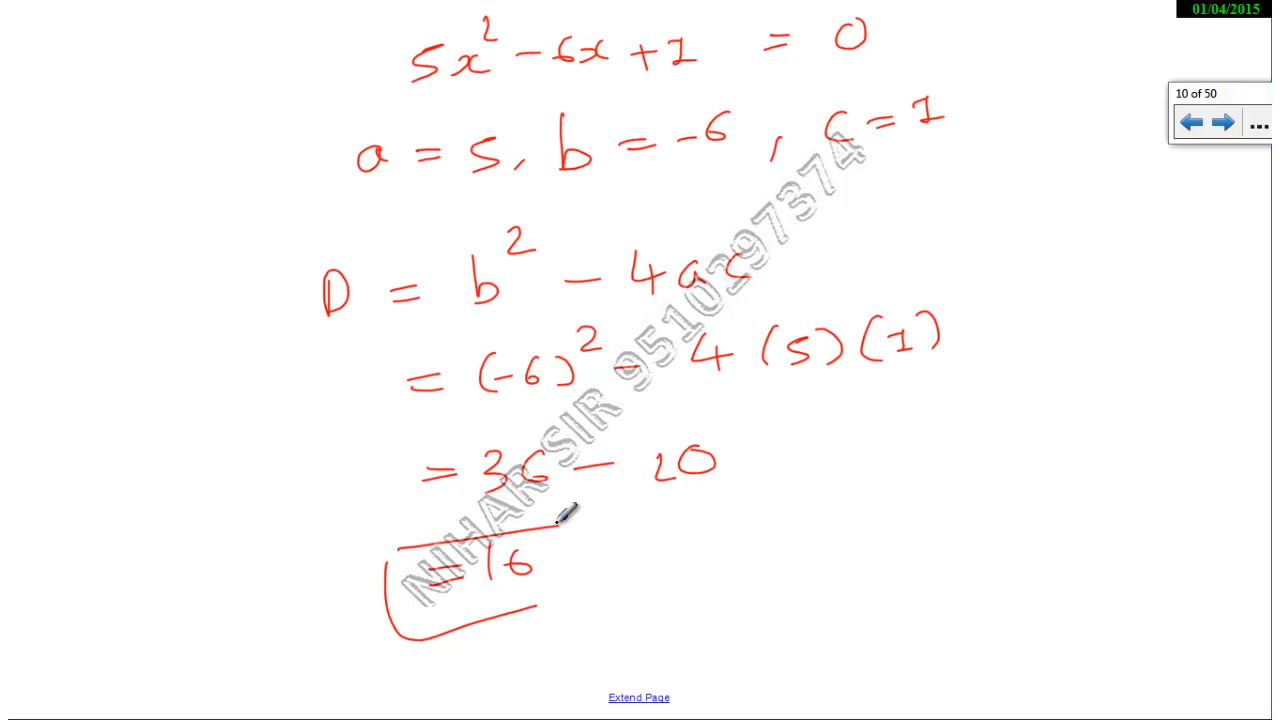 01/04/2015
5x² - 6x + 1 = 0
10 of 50
...
a = 5, b = -6, c = 1
D = b² - 4ac
= (-6)² - 4 (5) (1)
= 36 - 20
= 16
NIHAR SIR 9510297374
Extend Page